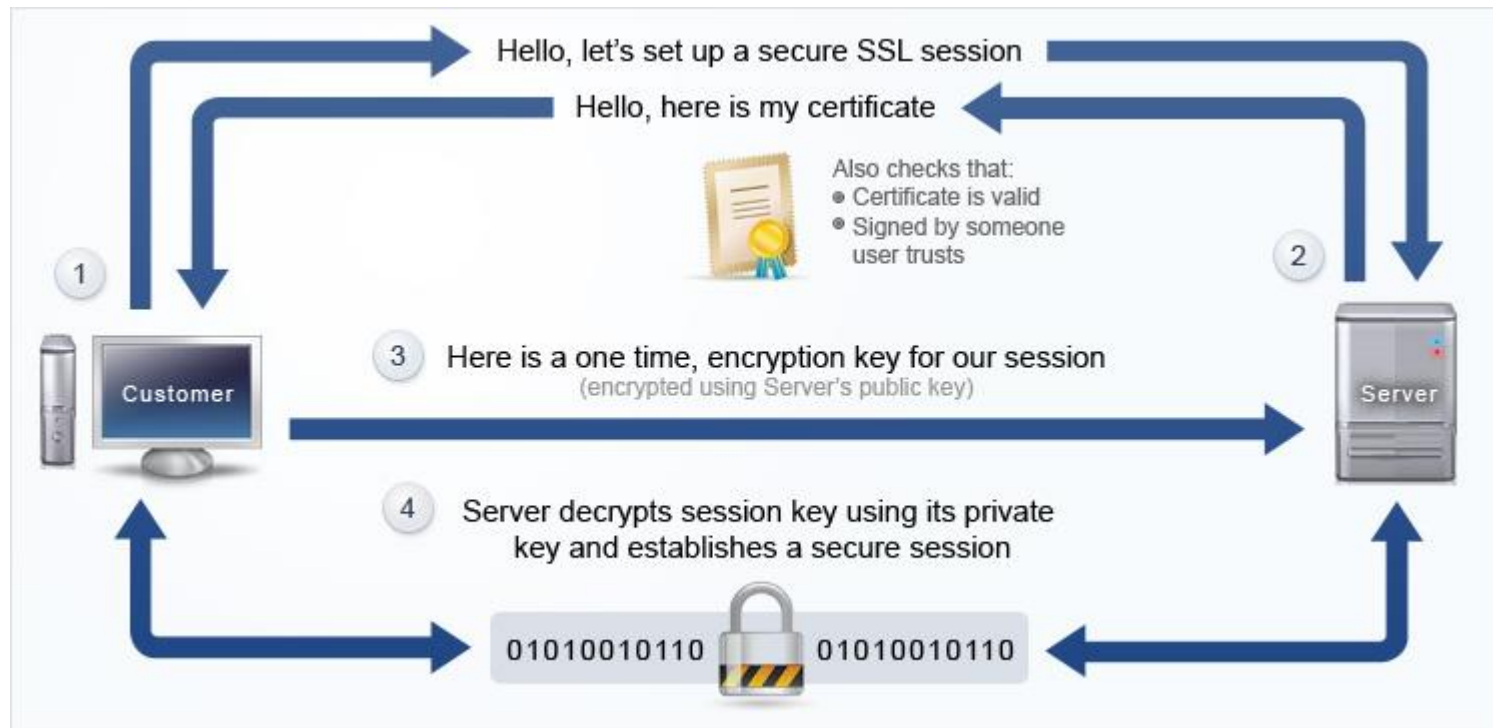 Hello, let's set up a secure SSL session
Hello, here is my certificate
Also checks that:
• Certificate is valid
• Signed by someone
user trusts
1
2
3
Here is a one time, encryption key for our session
(encrypted using Server's public key)
Customer
Server
4
Server decrypts session key using its private
key and establishes a secure session
01010010110
01010010110